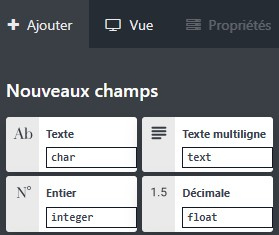 Ajouter Vue Propriétés
Nouveaux champs
Ab Texte Texte multiligne
char text
N° Entier 1.5 Décimale
integer float